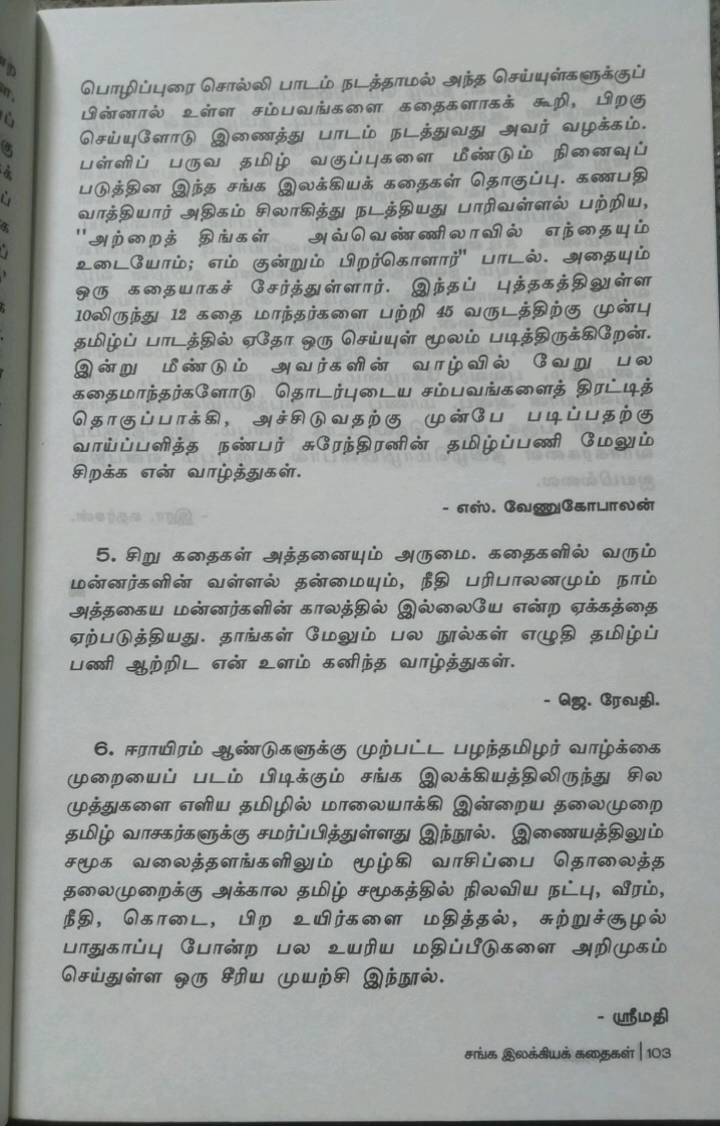 பொழிப்புரை சொல்லி பாடம் நடத்தாமல் அந்த செய்யுள்களுக்குப்
பின்னால் உள்ள சம்பவங்களை கதைகளாகக் கூறி, பிறகு
செய்யுளோடு இணைத்து பாடம் நடத்துவது அவர் வழக்கம்.
பள்ளிப் பருவ தமிழ் வகுப்புகளை மீண்டும் நினைவுப்
படுத்தின இந்த சங்க இலக்கியக் கதைகள் தொகுப்பு. கணபதி
வாத்தியார் அதிகம் சிலாகித்து நடத்தியது பாரிவள்ளல் பற்றிய,
"அற்றைத் திங்கள் அவ்வெண்ணிலாவில் எந்தையும்
உடையோம்; எம் குன்றும் பிறர்கொளார்" பாடல். அதையும்
ஒரு கதையாகச் சேர்த்துள்ளார். இந்தப் புத்தகத்திலுள்ள
10லிருந்து 12 கதை மாந்தர்களை பற்றி 45 வருடத்திற்கு முன்பு
தமிழ்ப் பாடத்தில் ஏதோ ஒரு செய்யுள் மூலம் படித்திருக்கிறேன்.
இன்று மீண்டும் அவர்களின் வாழ்வில் வேறு பல
கதைமாந்தர்களோடு தொடர்புடைய சம்பவங்களைத் திரட்டித்
தொகுப்பாக்கி, அச்சிடுவதற்கு முன்பே படிப்பதற்கு
வாய்ப்பளித்த நண்பர் சுரேந்திரனின் தமிழ்ப்பணி மேலும்
சிறக்க என் வாழ்த்துகள்.
- எஸ். வேணுகோபாலன்
5. சிறு கதைகள் அத்தனையும் அருமை. கதைகளில் வரும்
மன்னர்களின் வள்ளல் தன்மையும், நீதி பரிபாலனமும் நாம்
அத்தகைய மன்னர்களின் காலத்தில் இல்லையே என்ற ஏக்கத்தை
ஏற்படுத்தியது. தாங்கள் மேலும் பல நூல்கள் எழுதி தமிழ்ப்
பணி ஆற்றிட என் உளம் கனிந்த வாழ்த்துகள்.
- ஜெ. ரேவதி.
6. ஈராயிரம் ஆண்டுகளுக்கு முற்பட்ட பழந்தமிழர் வாழ்க்கை
முறையைப் படம் பிடிக்கும் சங்க இலக்கியத்திலிருந்து சில
முத்துகளை எளிய தமிழில் மாலையாக்கி இன்றைய தலைமுறை
தமிழ் வாசகர்களுக்கு சமர்ப்பித்துள்ளது இந்நூல். இணையத்திலும்
சமூக வலைத்தளங்களிலும் மூழ்கி வாசிப்பை தொலைத்த
தலைமுறைக்கு அக்கால தமிழ் சமூகத்தில் நிலவிய நட்பு, வீரம்,
நீதி, கொடை, பிற உயிர்களை மதித்தல், சுற்றுச்சூழல்
பாதுகாப்பு போன்ற பல உயரிய மதிப்பீடுகளை அறிமுகம்
செய்துள்ள ஒரு சீரிய முயற்சி இந்நூல்.
- ஸ்ரீமதி
சங்க இலக்கியக் கதைகள் | 103